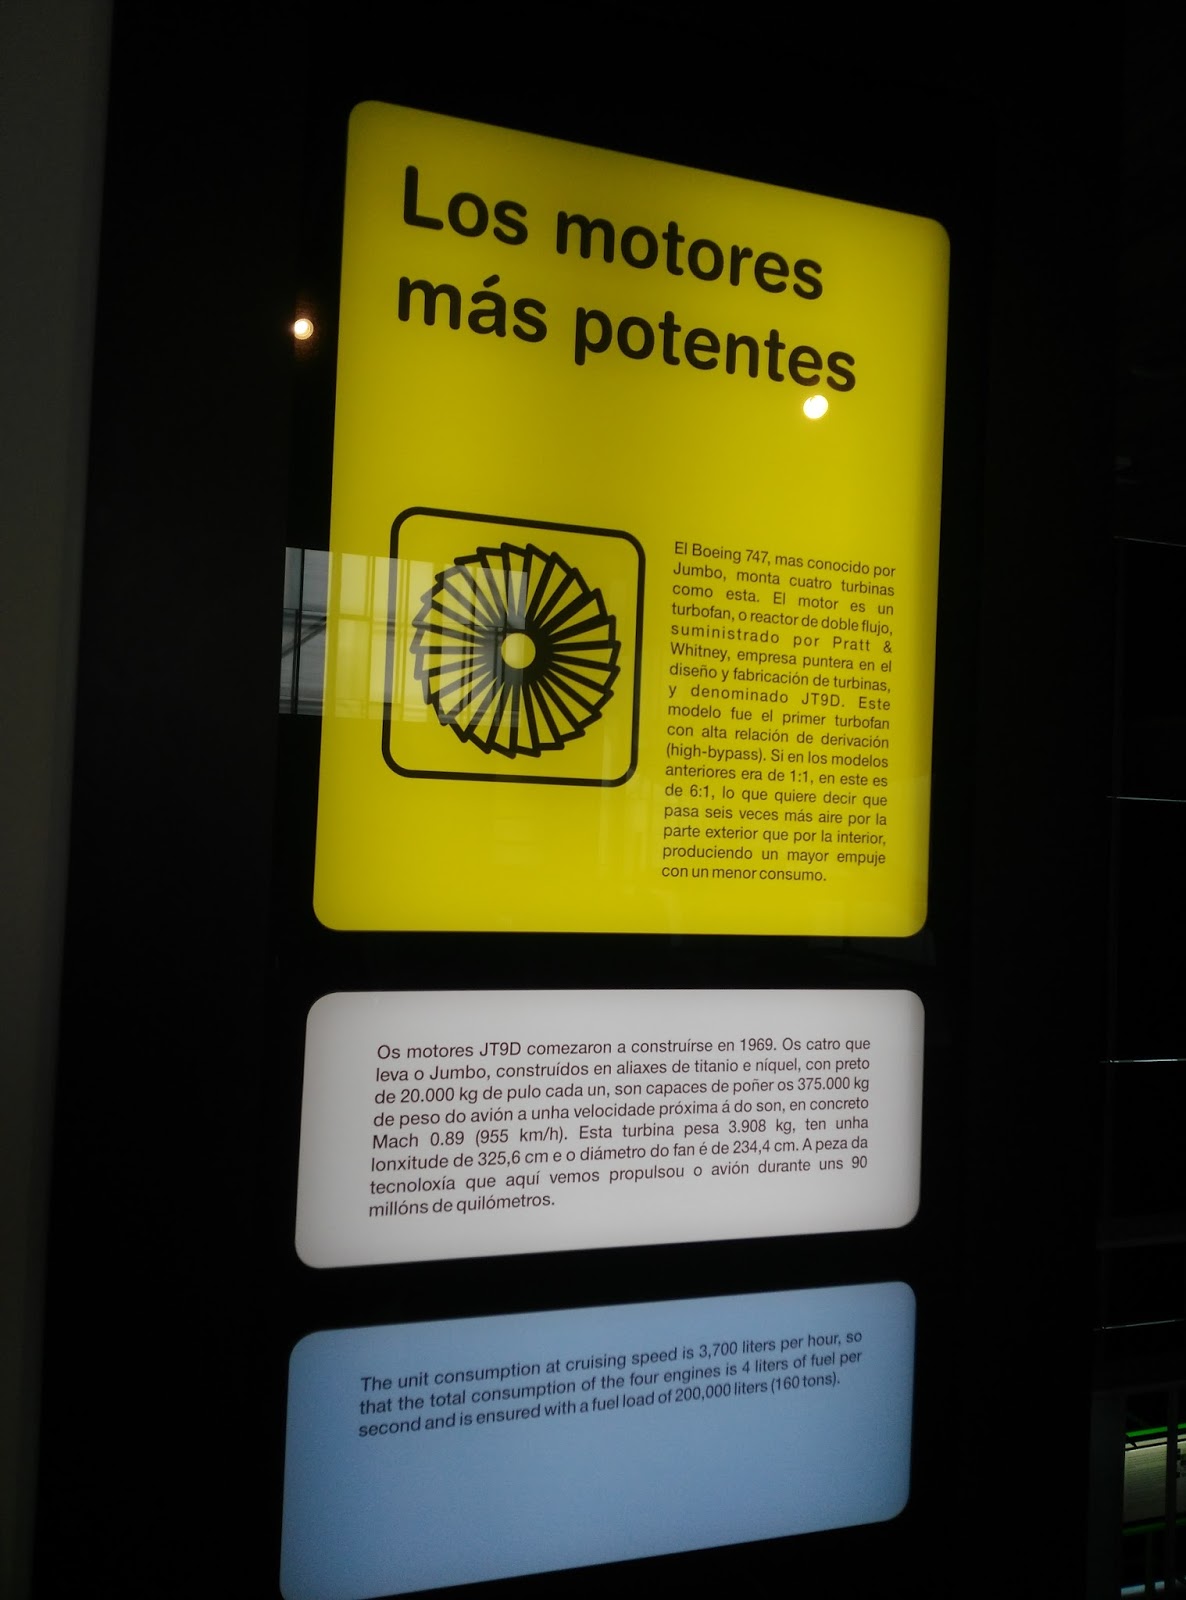 Los motores
más potentes
El Boeing 747, mas conocido por
Jumbo, monta cuatro turbinas
como esta. El motor es un
turbofan, o reactor de doble flujo,
suministrado por Pratt &
Whitney, empresa puntera en el
diseño y fabricación de turbinas,
y denominado JT9D. Este
modelo fue el primer turbofan
con alta relación de derivación
(high-bypass). Si en los modelos
anteriores era de 1:1, en este es
de 6:1, lo que quiere decir que
pasa seis veces más aire por la
parte exterior que por la interior,
produciendo un mayor empuje
con un menor consumo.
Os motores JT9D comezaron a construírse en 1969. Os catro que
leva o Jumbo, construídos en aliaxes de titanio e níquel, con preto
de 20.000 kg de pulo cada un, son capaces de poñer os 375.000 kg
de peso do avión a unha velocidade próxima á do son, en concreto
Mach 0.89 (955 km/h). Esta turbina pesa 3.908 kg, ten unha
lonxitude de 325,6 cm e o diámetro do fan é de 234,4 cm. A peza da
tecnoloxía que aquí vemos propulsou o avión durante uns 90
millóns de quilómetros.
The unit consumption at cruising speed is 3,700 liters per hour, so
that the total consumption of the four engines is 4 liters of fuel per
second and is ensured with a fuel load of 200,000 liters (160 tons).